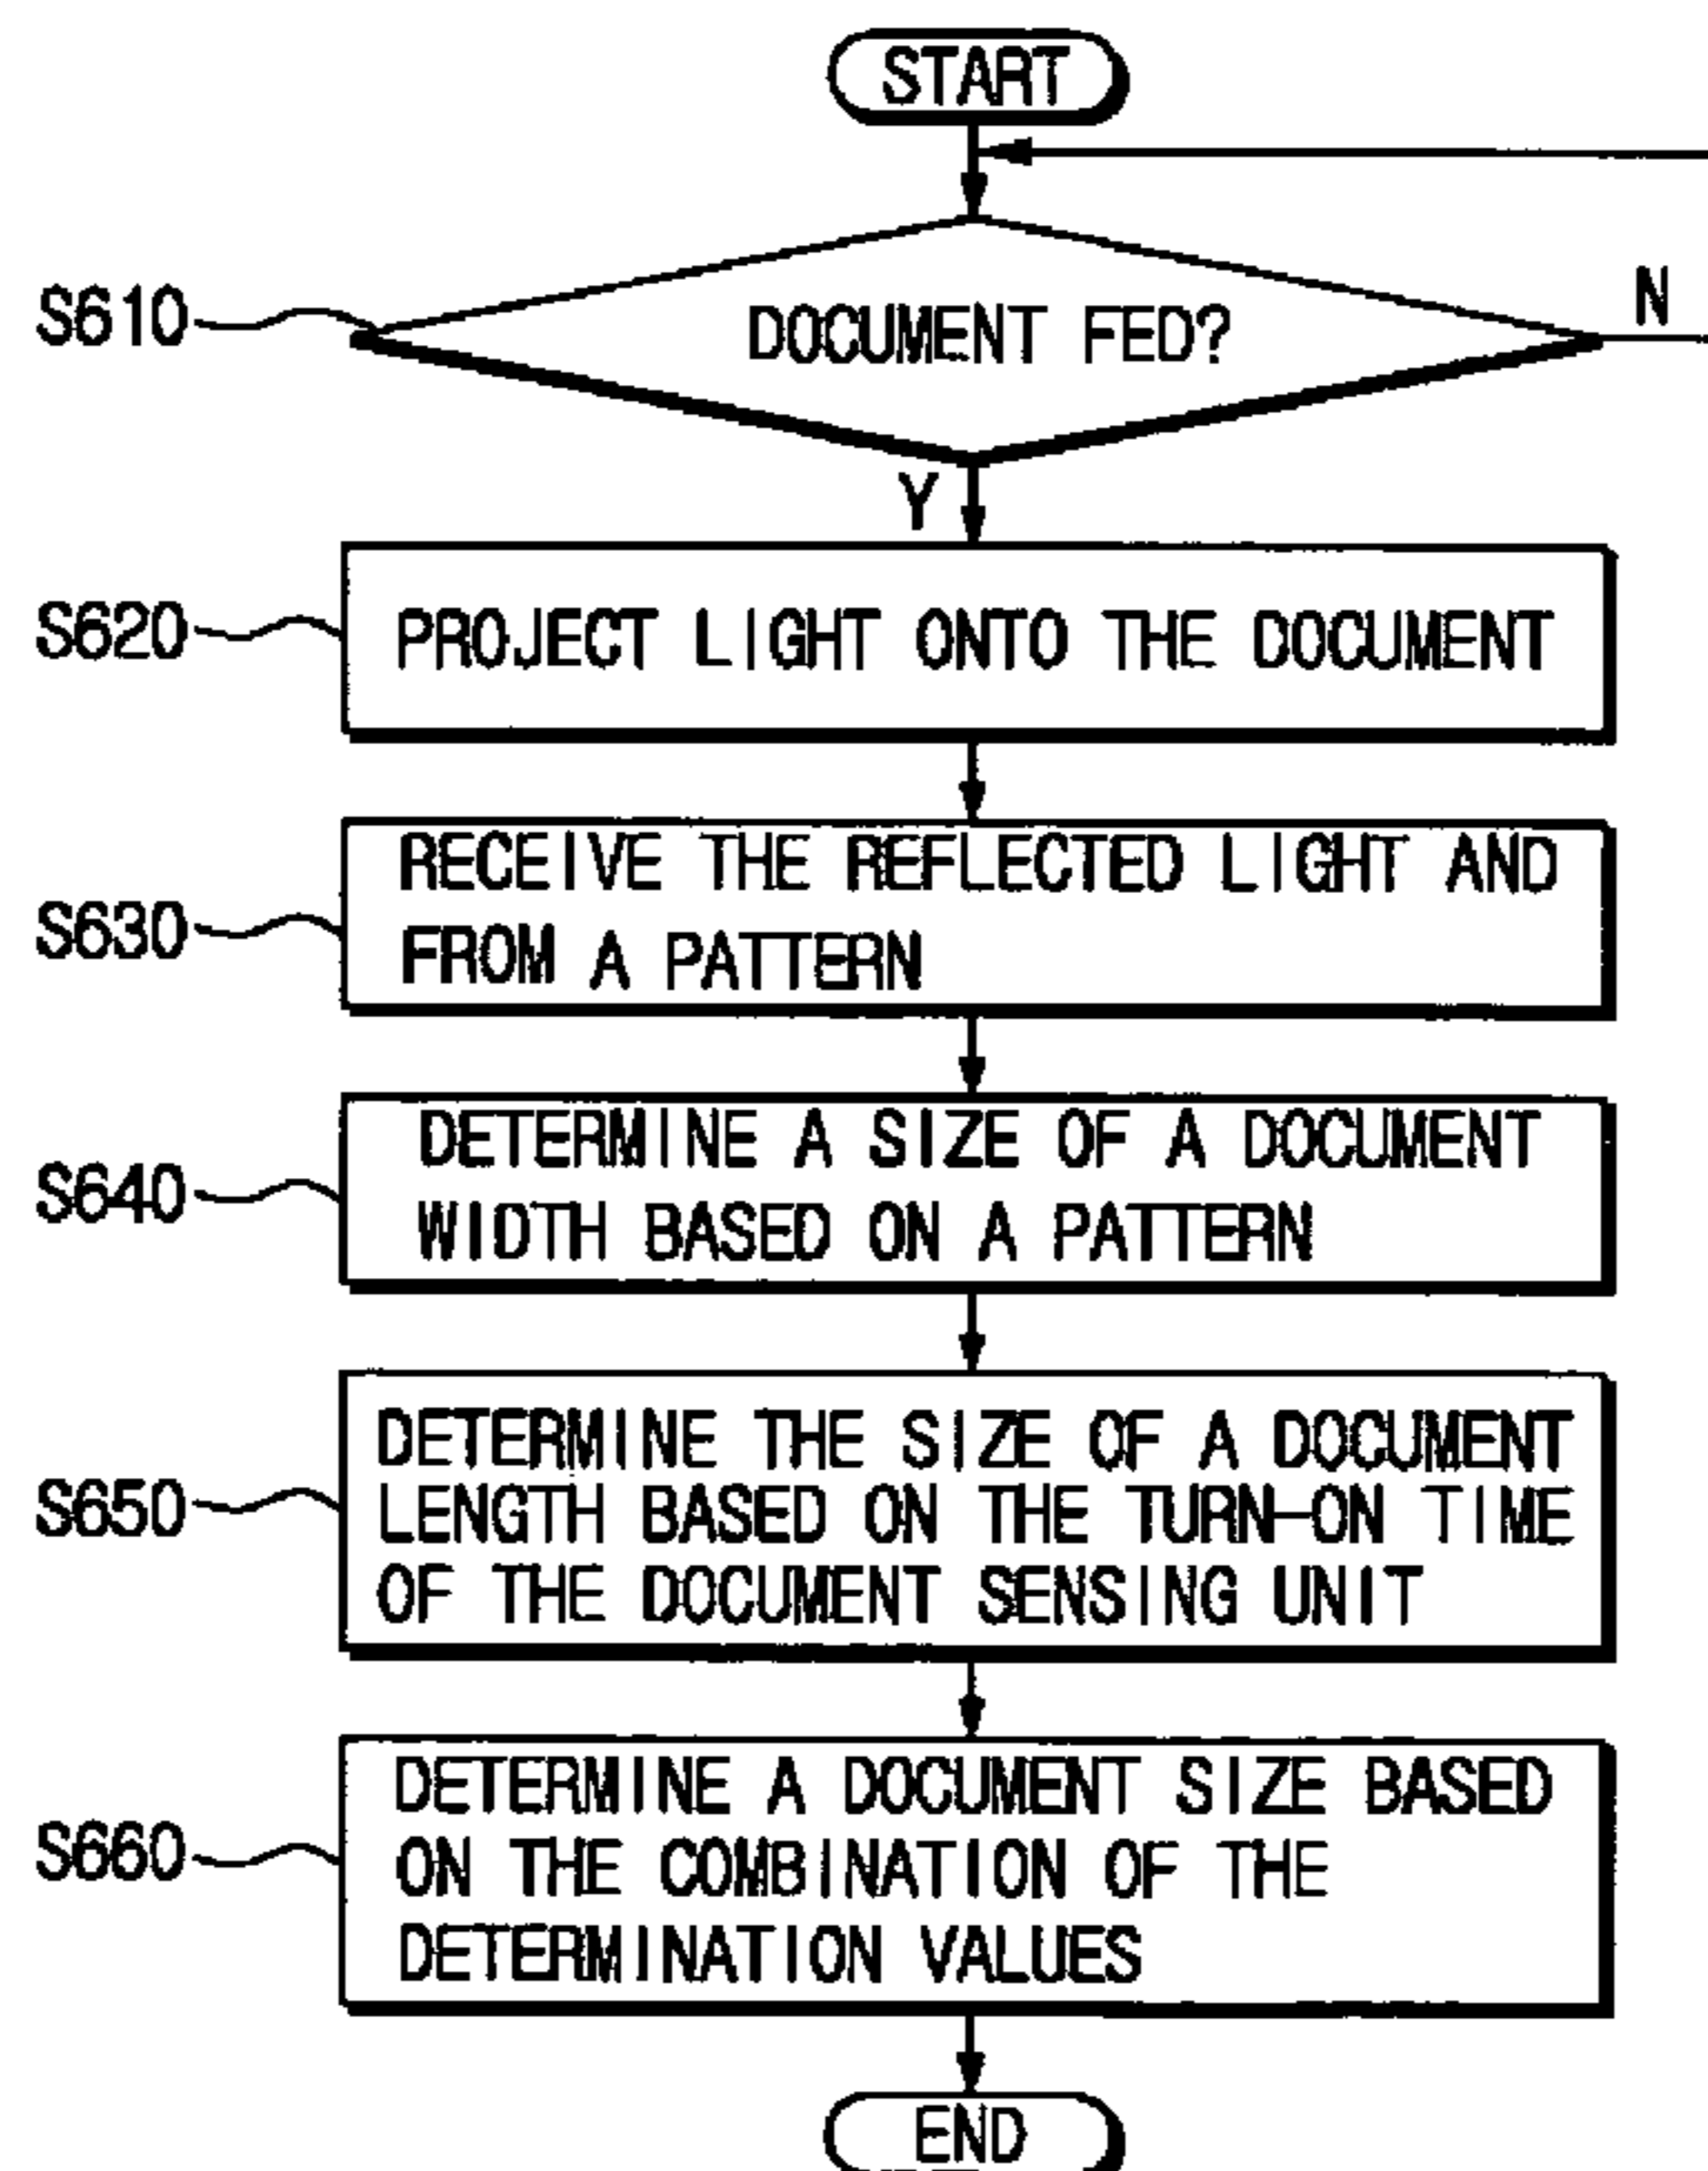 START
S610
DOCUMENT FED?
N
Y
S620
PROJECT LIGHT ONTO THE DOCUMENT
S630
RECEIVE THE REFLECTED LIGHT AND
FROM A PATTERN
S640
DETERMINE A SIZE OF A DOCUMENT
WIDTH BASED ON A PATTERN
S650
DETERMINE THE SIZE OF A DOCUMENT
LENGTH BASED ON THE TURN-ON TIME
OF THE DOCUMENT SENSING UNIT
S660
DETERMINE A DOCUMENT SIZE BASED
ON THE COMBINATION OF THE
DETERMINATION VALUES
END